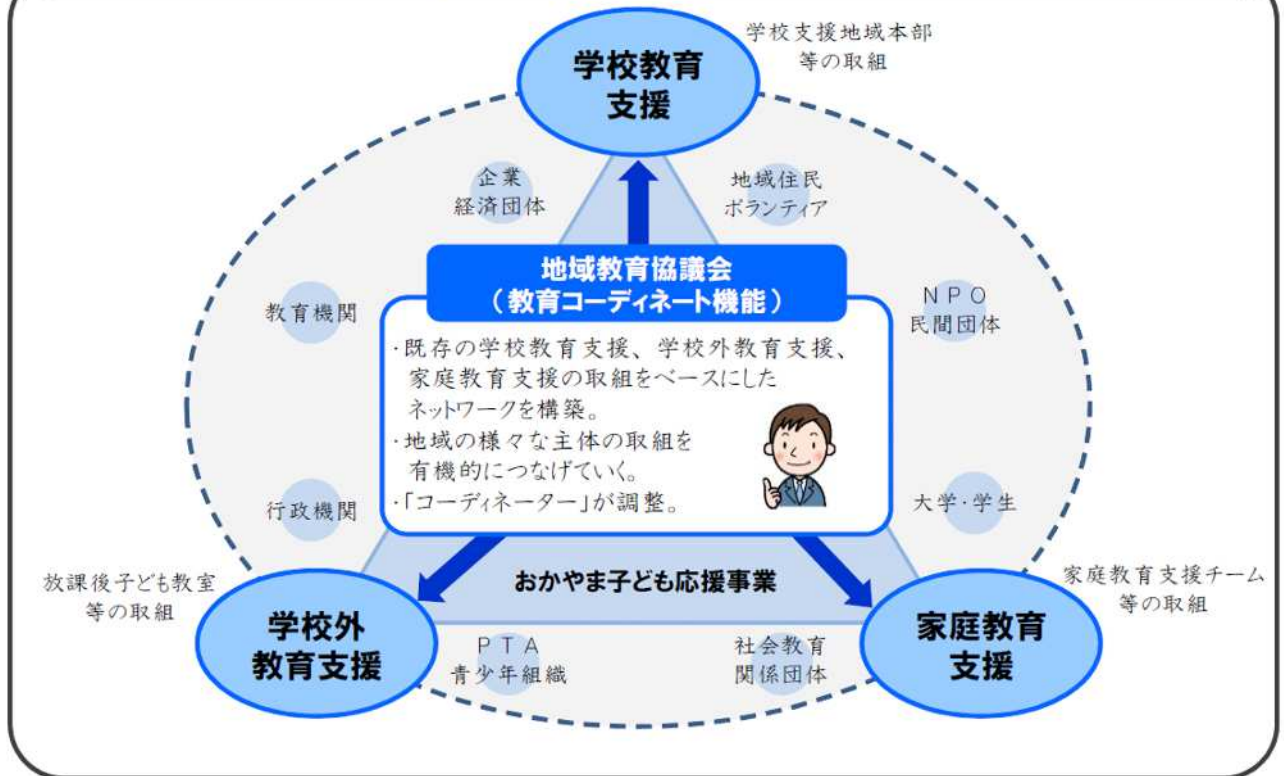 学校支援地域本部
等の取組
学校教育
支援
企業
経済団体
地域住民
ボランティア
地域教育協議会
(教育コーディネート機能)
教育機関
NPO
民間団体
・既存の学校教育支援、学校外教育支援、
家庭教育支援の取組をベースにした
ネットワークを構築。
・地域の様々な主体の取組を
有機的につなげていく。
・「コーディネーター」が調整。
行政機関
大学・学生
放課後子ども教室
等の取組
おかやま子ども応援事業
家庭教育支援チーム
等の取組
学校外
教育支援
PTA
青少年組織
社会教育
関係団体
家庭教育
支援